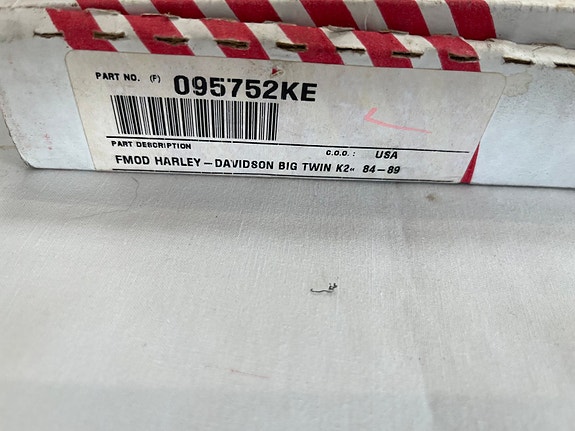 PART NO. (F) 095752KE
PART DESCRIPTION C.O.O. : USA
FMOD HARLEY-DAVIDSON BIG TWIN K2" 84-89